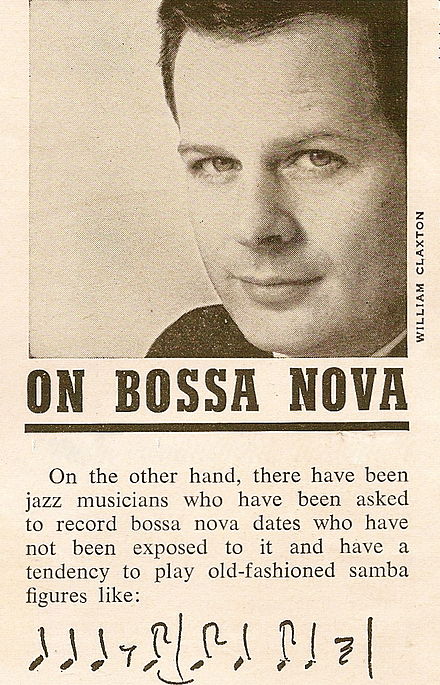 WILLIAM CLAXTON
ON BOSSA NOVA
On the other hand, there have been
jazz musicians who have been asked
to record bossa nova dates who have
not been exposed to it and have a
tendency to play old-fashioned samba
figures like: